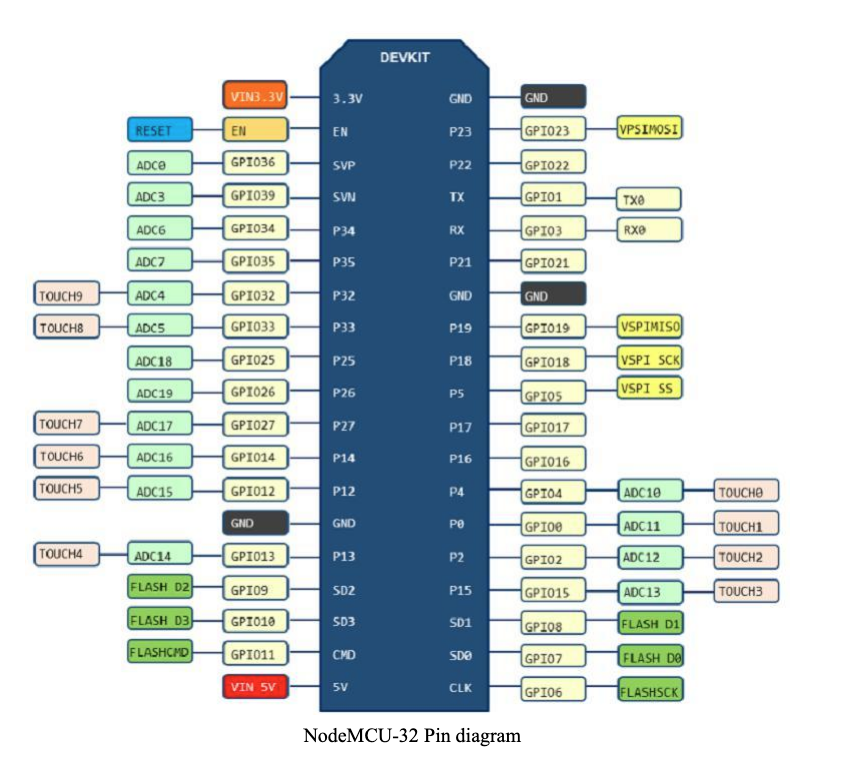 DEVKIT
VIN3.3V 3.3V GND GND
RESET EN EN P23 GPIO23 VPSIMOSI
ADC0 GPIO36 SVP P22 GPIO22
ADC3 GPIO39 SVN TX GPIO1 TX0
ADC6 GPIO34 P34 RX GPIO3 RX0
ADC7 GPIO35 P35 P21 GPIO21
TOUCH9 ADC4 GPIO32 P32 GND GND
TOUCH8 ADC5 GPIO33 P33 P19 GPIO19 VSPIMISO
ADC18 GPIO25 P25 P18 GPIO18 VSPI SCK
ADC19 GPIO26 P26 P5 GPIO5 VSPI SS
TOUCH7 ADC17 GPIO27 P27 P17 GPIO17
TOUCH6 ADC16 GPIO14 P14 P16 GPIO16
TOUCH5 ADC15 GPIO12 P12 P4 GPIO4 ADC10 TOUCH0
GND GND P0 GPIO0 ADC11 TOUCH1
TOUCH4 ADC14 GPIO13 P13 P2 GPIO2 ADC12 TOUCH2
FLASH D2 GPIO9 SD2 P15 GPIO15 ADC13 TOUCH3
FLASH D3 GPIO10 SD3 SD1 GPIO8 FLASH D1
FLASHCMD GPIO11 CMD SD0 GPIO7 FLASH D0
VIN 5V 5V CLK GPIO6 FLASHSCK
NodeMCU-32 Pin diagram